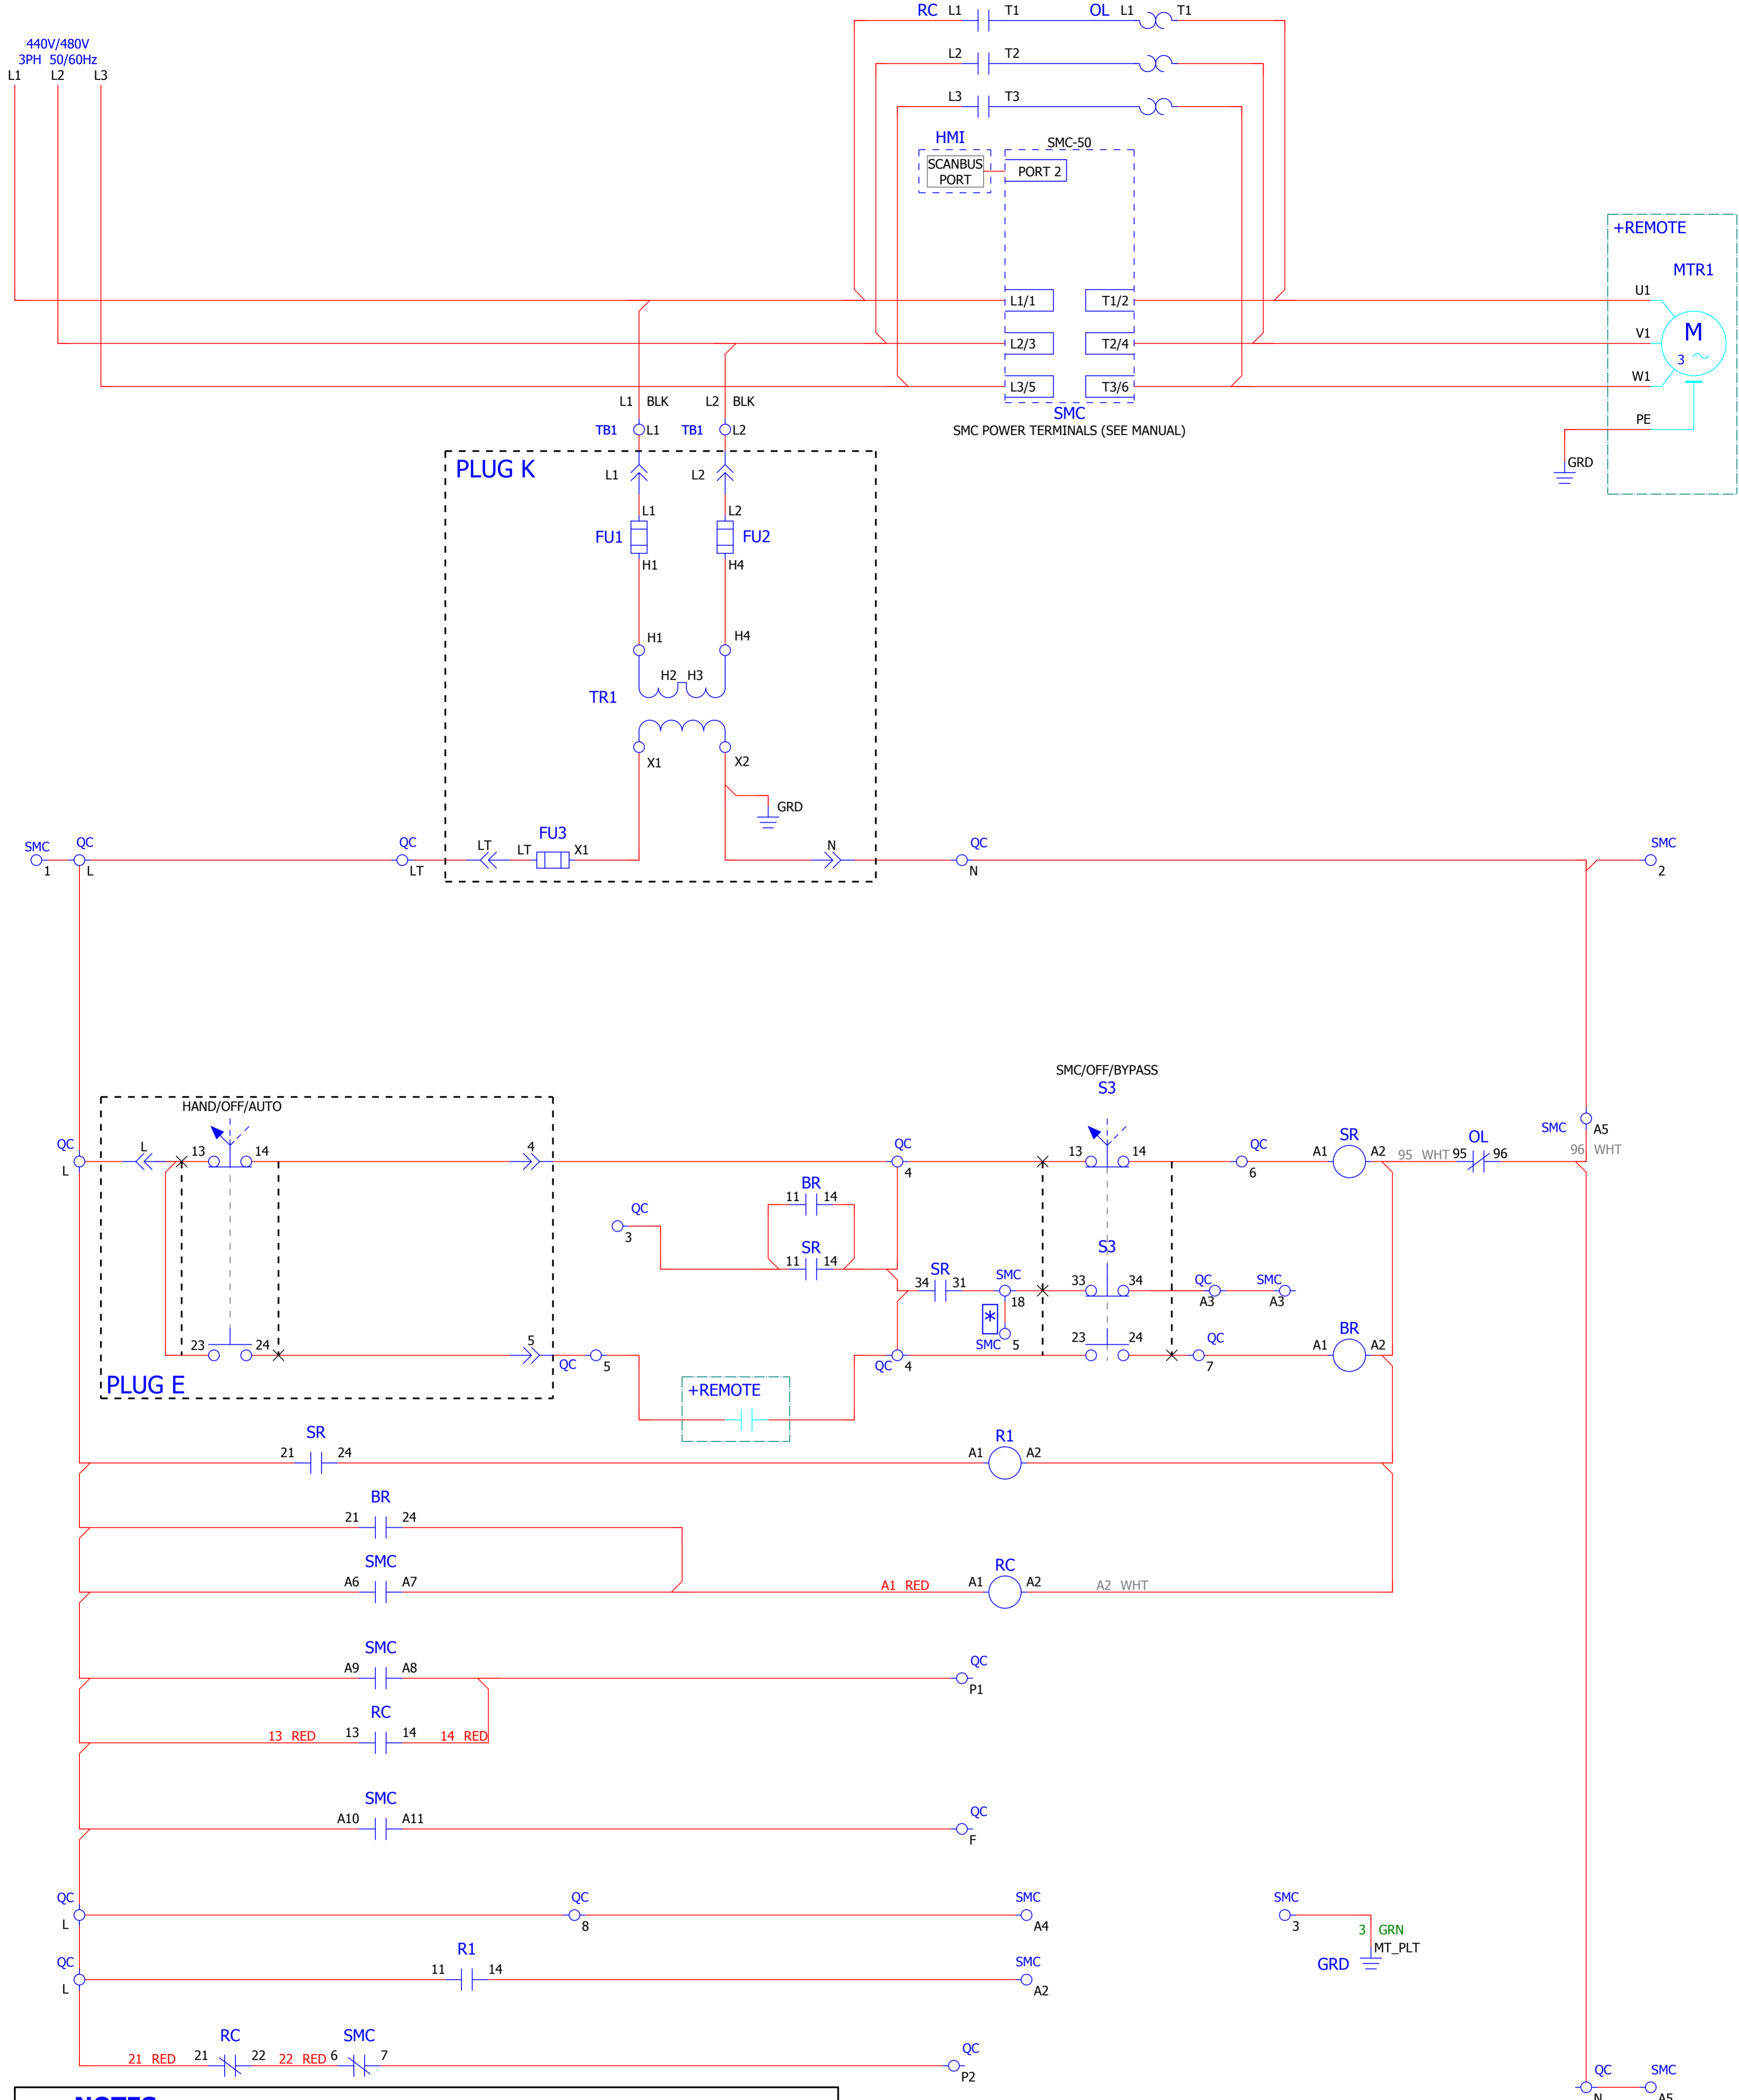 RC L1 T1 OL L1 T1
440V/480V
3PH 50/60Hz
L1 L2 L3
L2 T2
L3 T3
HMI
SMC-50
SCANBUS
PORT
PORT 2
+REMOTE
MTR1
L1/1 T1/2 U1
L2/3 T2/4 V1
M
3
L3/5 T3/6 W1
L1 BLK L2 BLK
SMC
SMC POWER TERMINALS (SEE MANUAL)
PE
GRD
TB1 L1 TB1 L2
PLUG K
L1 L2
L1 L2
FU1 FU2
H1 H4
H1 H4
H2 H3
TR1
X1 X2
GRD
SMC QC QC LT LT FU3 X1 N QC SMC
1 L LT N 2
SMC/OFF/BYPASS
S3
HAND/OFF/AUTO
SMC A5
QC L 13 14 4 QC 13 14 QC SR OL
L 4 6 A1 A2 95 WHT 95 96 96 WHT
BR
11 14
QC
3
SR
11 14
S3
SR
34 31 SMC 33 34 QC SMC
18 A3 A3
*
SMC 5
23 24 5 23 24 QC BR
QC 5 QC 4 7 A1 A2
PLUG E
+REMOTE
SR
21 24
R1
A1 A2
BR
21 24
SMC
A6 A7
RC
A1 RED A1 A2 A2 WHT
SMC
A9 A8
QC
P1
RC
13 RED 13 14 14 RED
SMC
A10 A11
QC
F
QC QC SMC SMC
L 8 A4 3
3 GRN
MT_PLT
GRD
QC R1 SMC
L 11 14 A2
RC SMC
21 RED 21 22 22 RED 6 7
QC
P2
QC SMC
N A5
NOTES